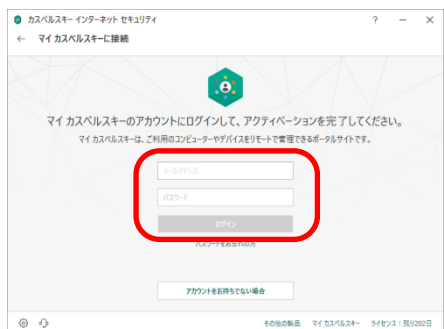 カスペルスキー インターネット セキュリティ
? — ×
← マイ カスペルスキーに接続
マイ カスペルスキーのアカウントにログインして、アクティベーションを完了してください。
マイ カスペルスキーは、ご利用のコンピューターやデバイスをリモートで管理できるポータルサイトです。
メールアドレス
パスワード
ログイン
パスワードをお忘れの方
アカウントをお持ちでない場合
その他の製品 マイ カスペルスキー ライセンス：残り202日